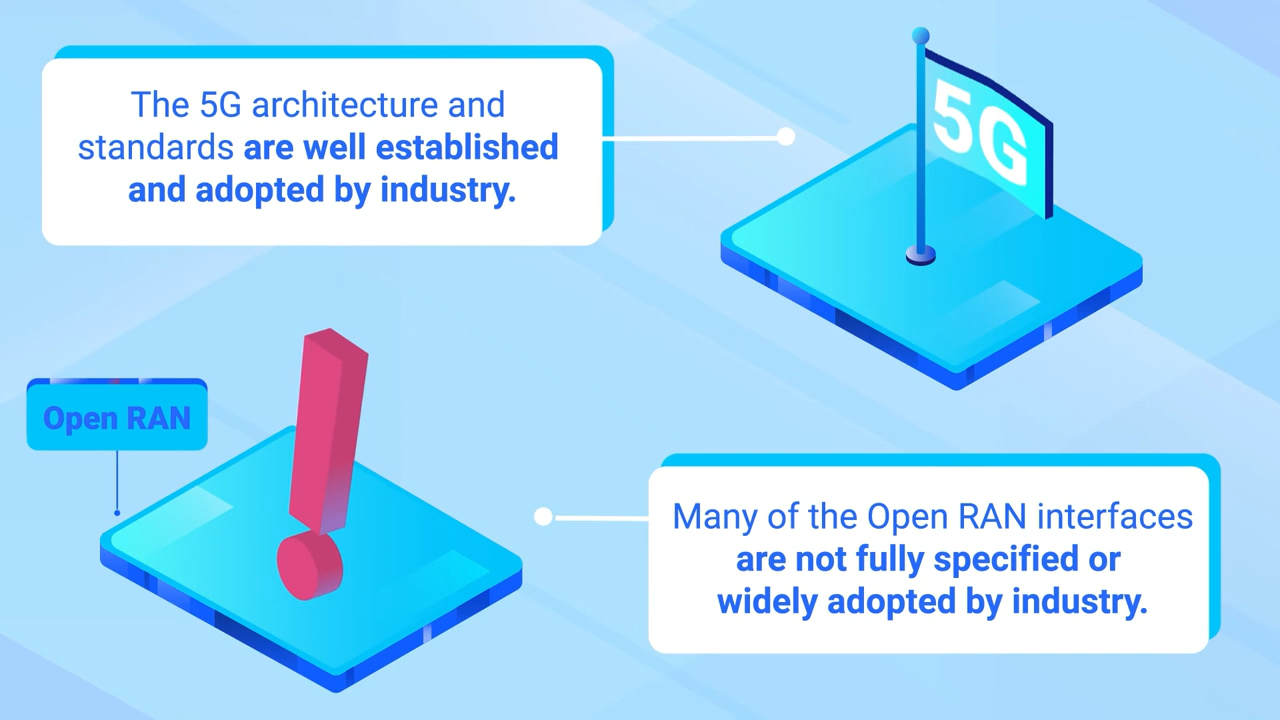 The 5G architecture and
standards are well established
and adopted by industry.
5G
Open RAN
Many of the Open RAN interfaces
are not fully specified or
widely adopted by industry.